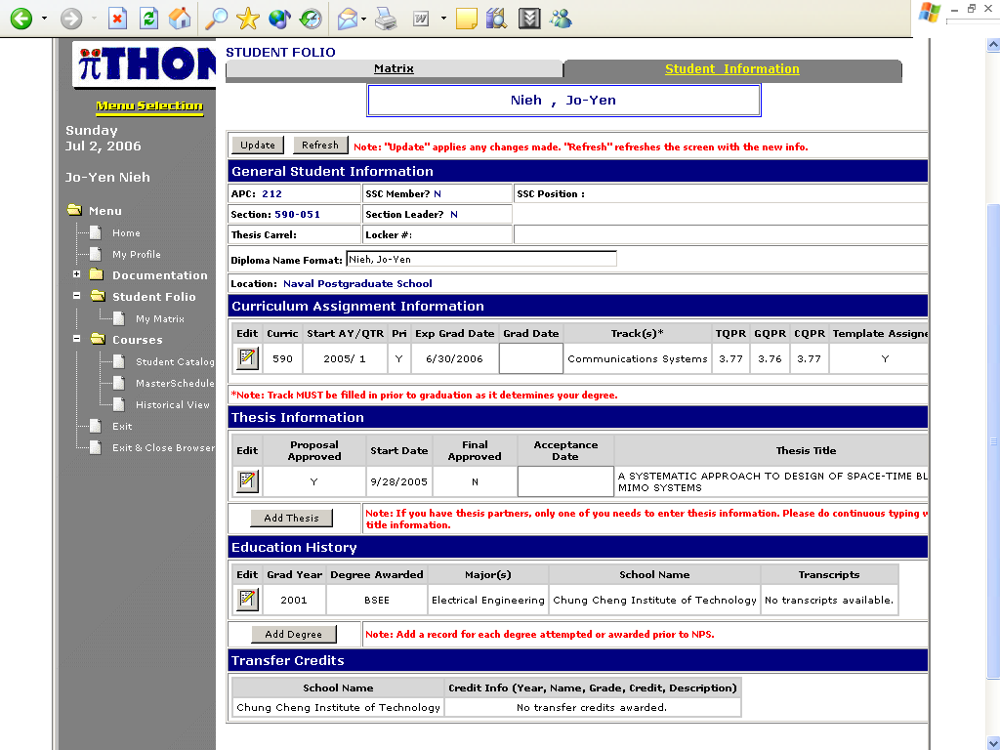 STUDENT FOLIO
Matrix
Student Information
πTHON
Menu Selection
Sunday
Jul 2, 2006
Jo-Yen Nieh
Menu
Home
My Profile
Documentation
Student Folio
My Matrix
Courses
Student Catalog
MasterSchedule
Historical View
Exit
Exit & Close Browser
Nieh , Jo-Yen
Update Refresh Note: "Update" applies any changes made. "Refresh" refreshes the screen with the new info.
General Student Information
APC: 212 SSC Member? N SSC Position :
Section: 590-051 Section Leader? N
Thesis Carrel: Locker #:
Diploma Name Format: Nieh, Jo-Yen
Location: Naval Postgraduate School
Curriculum Assignment Information
Edit Curric Start AY/QTR Pri Exp Grad Date Grad Date Track(s)* TQPR GQPR CQPR Template Assigne
590 2005/ 1 Y 6/30/2006 Communications Systems 3.77 3.76 3.77 Y
*Note: Track MUST be filled in prior to graduation as it determines your degree.
Thesis Information
Edit Proposal Approved Start Date Final Approved Acceptance Date Thesis Title
Y 9/28/2005 N A SYSTEMATIC APPROACH TO DESIGN OF SPACE-TIME BL
MIMO SYSTEMS
Add Thesis Note: If you have thesis partners, only one of you needs to enter thesis information. Please do continuous typing w
title information.
Education History
Edit Grad Year Degree Awarded Major(s) School Name Transcripts
2001 BSEE Electrical Engineering Chung Cheng Institute of Technology No transcripts available.
Add Degree Note: Add a record for each degree attempted or awarded prior to NPS.
Transfer Credits
School Name Credit Info (Year, Name, Grade, Credit, Description)
Chung Cheng Institute of Technology No transfer credits awarded.